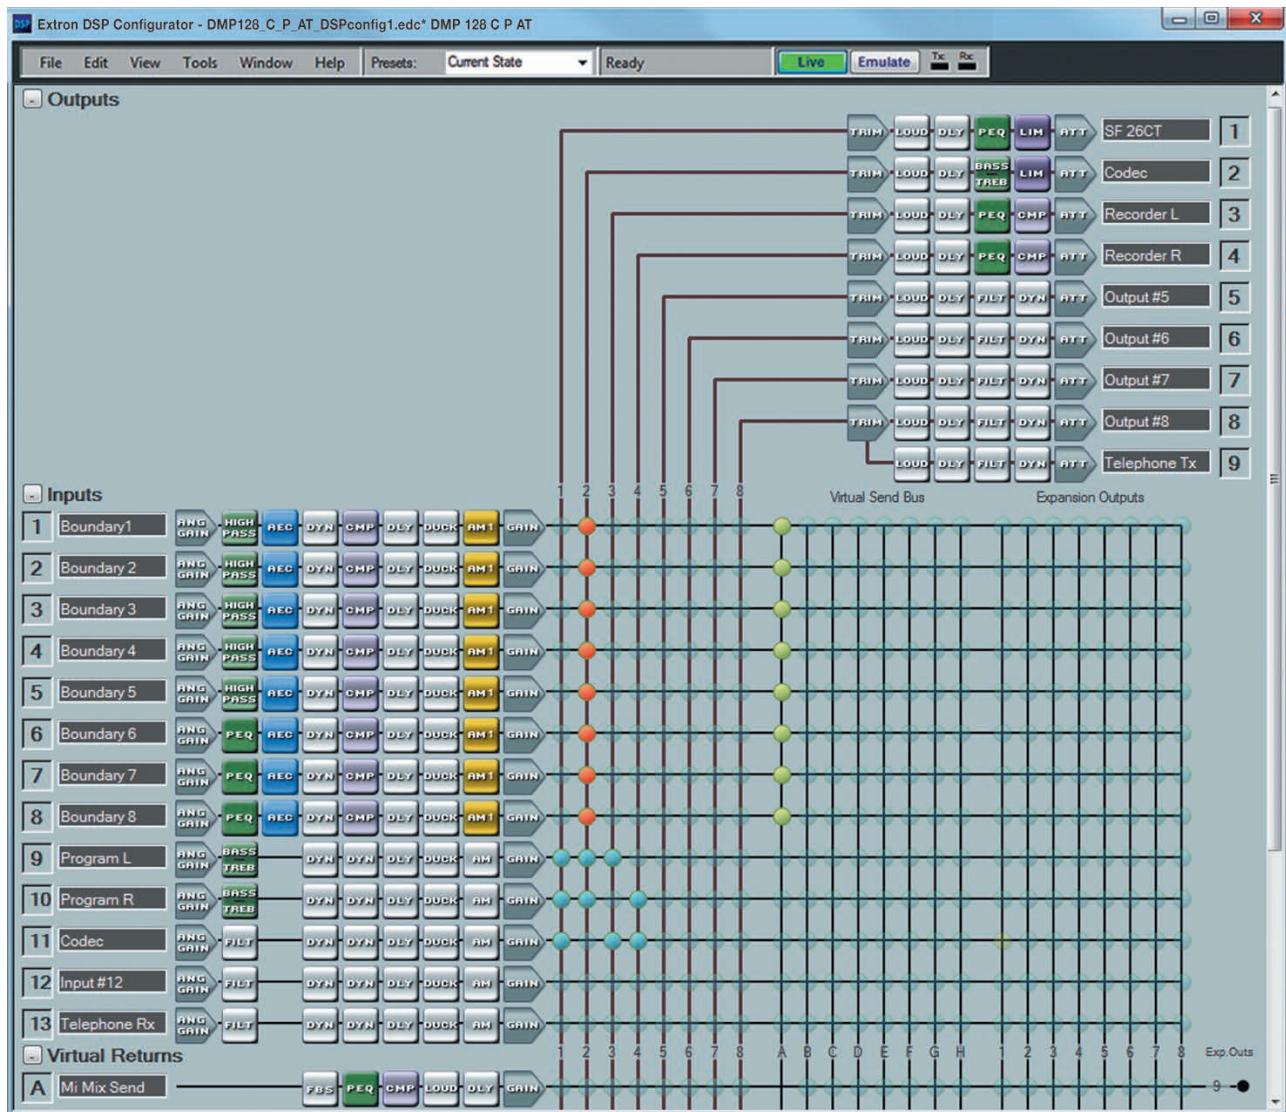 DSP Extron DSP Configurator - DMP128_C_P_AT_DSPconfig1.edc* DMP 128 C P AT
File Edit View Tools Window Help Presets: Current State Ready Live Emulate Tx Rx
- Outputs
TRIM LOUD DLY PEQ LIM ATT SF 26CT 1
TRIM LOUD DLY BASS TREB LIM ATT Codec 2
TRIM LOUD DLY PEQ CMP ATT Recorder L 3
TRIM LOUD DLY PEQ CMP ATT Recorder R 4
TRIM LOUD DLY FILT DYN ATT Output #5 5
TRIM LOUD DLY FILT DYN ATT Output #6 6
TRIM LOUD DLY FILT DYN ATT Output #7 7
TRIM LOUD DLY FILT DYN ATT Output #8 8
LOUD DLY FILT DYN ATT Telephone Tx 9
- Inputs
1 2 3 4 5 6 7 8 Virtual Send Bus Expansion Outputs
1 Boundary1 ANG GAIN HIGH PASS AEC DYN CMP DLY DUCK AM1 GAIN
2 Boundary 2 ANG GAIN HIGH PASS AEC DYN CMP DLY DUCK AM1 GAIN
3 Boundary 3 ANG GAIN HIGH PASS AEC DYN CMP DLY DUCK AM1 GAIN
4 Boundary 4 ANG GAIN HIGH PASS AEC DYN CMP DLY DUCK AM1 GAIN
5 Boundary 5 ANG GAIN HIGH PASS AEC DYN CMP DLY DUCK AM1 GAIN
6 Boundary 6 ANG GAIN PEQ AEC DYN CMP DLY DUCK AM1 GAIN
7 Boundary 7 ANG GAIN PEQ AEC DYN CMP DLY DUCK AM1 GAIN
8 Boundary 8 ANG GAIN PEQ AEC DYN CMP DLY DUCK AM1 GAIN
9 Program L ANG GAIN BASS TREB DYN DYN DLY DUCK AM GAIN
10 Program R ANG GAIN BASS TREB DYN DYN DLY DUCK AM GAIN
11 Codec ANG GAIN FILT DYN DYN DLY DUCK AM GAIN
12 Input #12 ANG GAIN FILT DYN DYN DLY DUCK AM GAIN
13 Telephone Rx ANG GAIN FILT DYN DYN DLY DUCK AM GAIN
- Virtual Returns 1 2 3 4 5 6 7 8 A B C D E F G H 1 2 3 4 5 6 7 8 Exp.Outs
A Mi Mix Send FBS PEQ CMP LOUD DLY GAIN 9